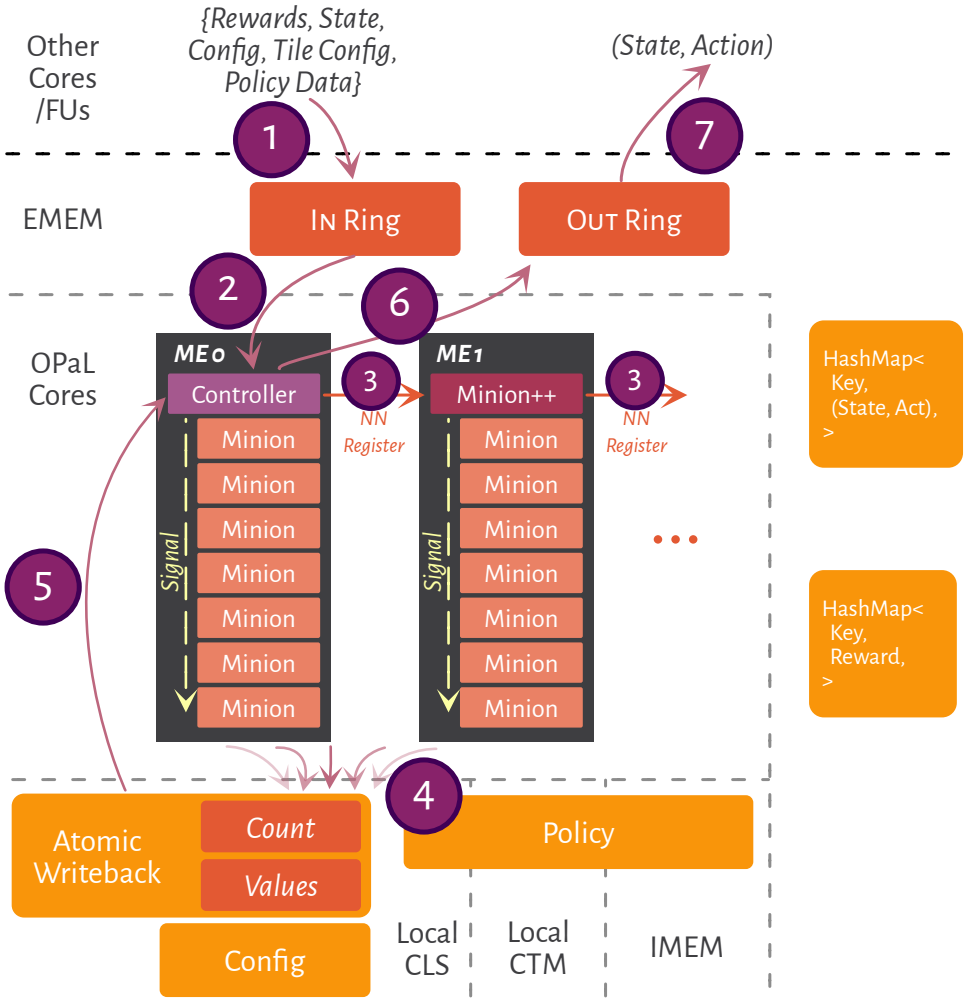 Other
Cores
/FUs
{Rewards, State,
Config, Tile Config,
Policy Data}
(State, Action)
1
7
EMEM
In Ring
Out Ring
2
6
OPaL
Cores
ME0
ME1
Controller
3
NN
Register
Minion++
3
NN
Register
Minion
Minion
Minion
Minion
Minion
Minion
Minion
Signal
Minion
Minion
Minion
Minion
Minion
Minion
Minion
Signal
...
HashMap<
Key,
(State, Act),
>
HashMap<
Key,
Reward,
>
5
4
Atomic
Writeback
Count
Values
Policy
Config
Local
CLS
Local
CTM
IMEM